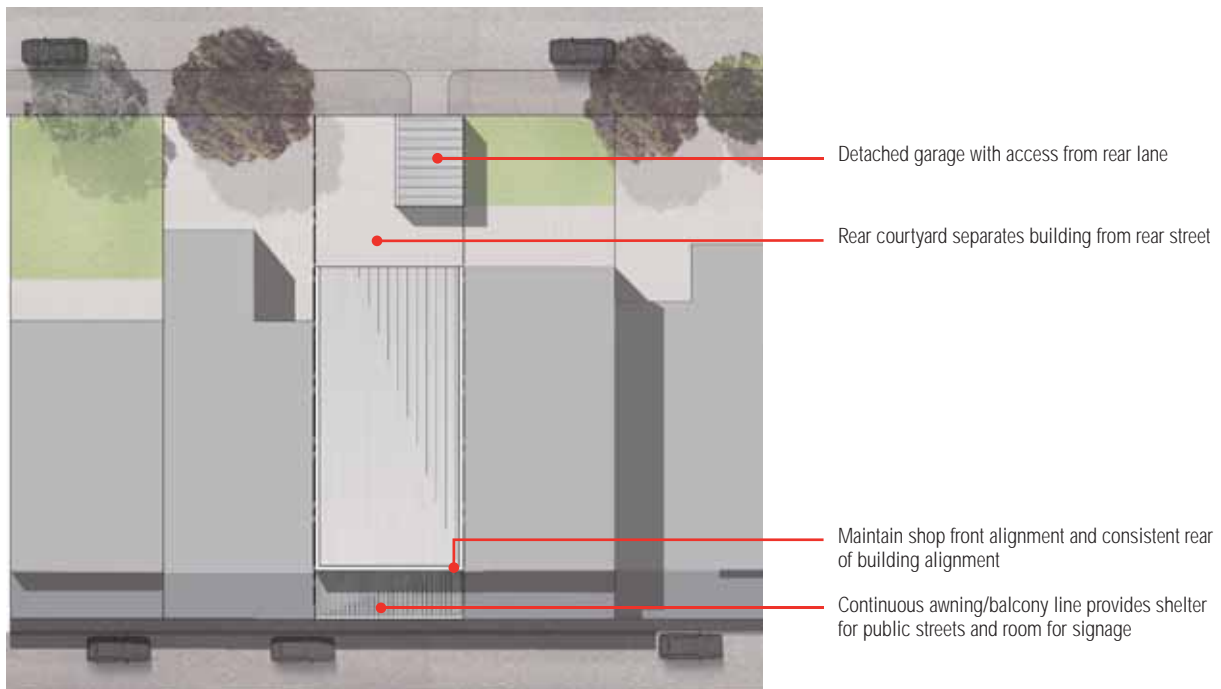 Detached garage with access from rear lane
Rear courtyard separates building from rear street
Maintain shop front alignment and consistent rear
of building alignment
Continuous awning/balcony line provides shelter
for public streets and room for signage